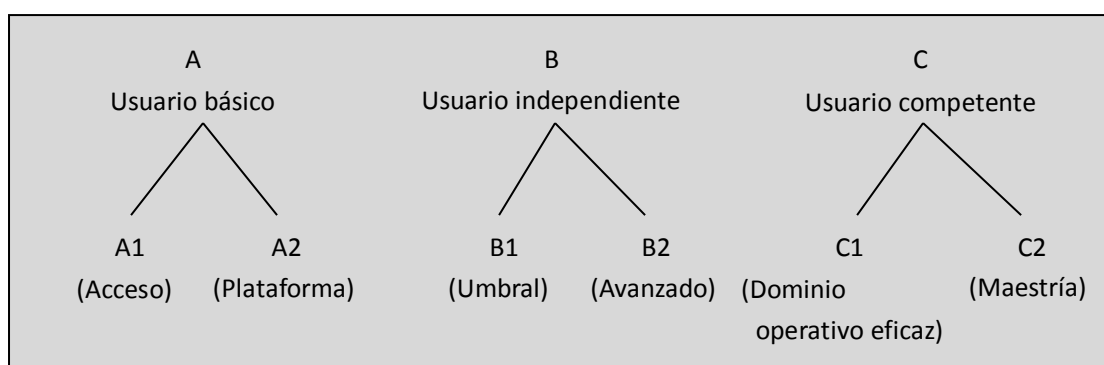 A B C
Usuario básico Usuario independiente Usuario competente
A1 A2 B1 B2 C1 C2
(Acceso) (Plataforma) (Umbral) (Avanzado) (Dominio (Maestría)
operativo eficaz)